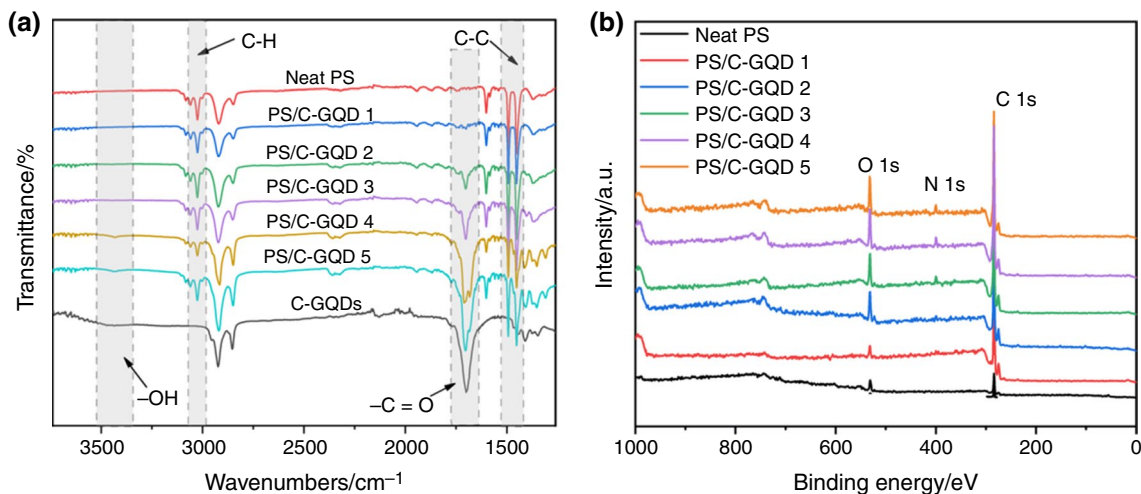 (a)
C-H
C-C
Neat PS
PS/C-GQD 1
PS/C-GQD 2
PS/C-GQD 3
PS/C-GQD 4
PS/C-GQD 5
C-GQDs
–OH
–C = O
Transmittance/%
3500 3000 2500 2000 1500
Wavenumbers/cm⁻¹
(b)
Neat PS
PS/C-GQD 1
PS/C-GQD 2
PS/C-GQD 3
PS/C-GQD 4
PS/C-GQD 5
C 1s
O 1s
N 1s
Intensity/a.u.
1000 800 600 400 200 0
Binding energy/eV